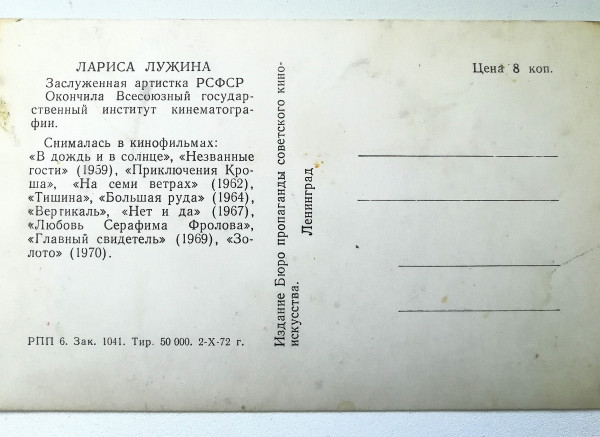 ЛАРИСА ЛУЖИНА
Заслуженная артистка РСФСР
Окончила Всесоюзный государ-
ственный институт кинематогра-
фии.
Снималась в кинофильмах:
«В дождь и в солнце», «Незванные
гости» (1959), «Приключения Кро-
ша», «На семи ветрах» (1962),
«Тишина», «Большая руда» (1964),
«Вертикаль», «Нет и да» (1967),
«Любовь Серафима Фролова»,
«Главный свидетель» (1969), «Зо-
лото» (1970).
РПП 6. Зак. 1041. Тир. 50 000. 2-X-72 г.
Издание Бюро пропаганды советского кино-
искусства.
Ленинград
Цена 8 коп.